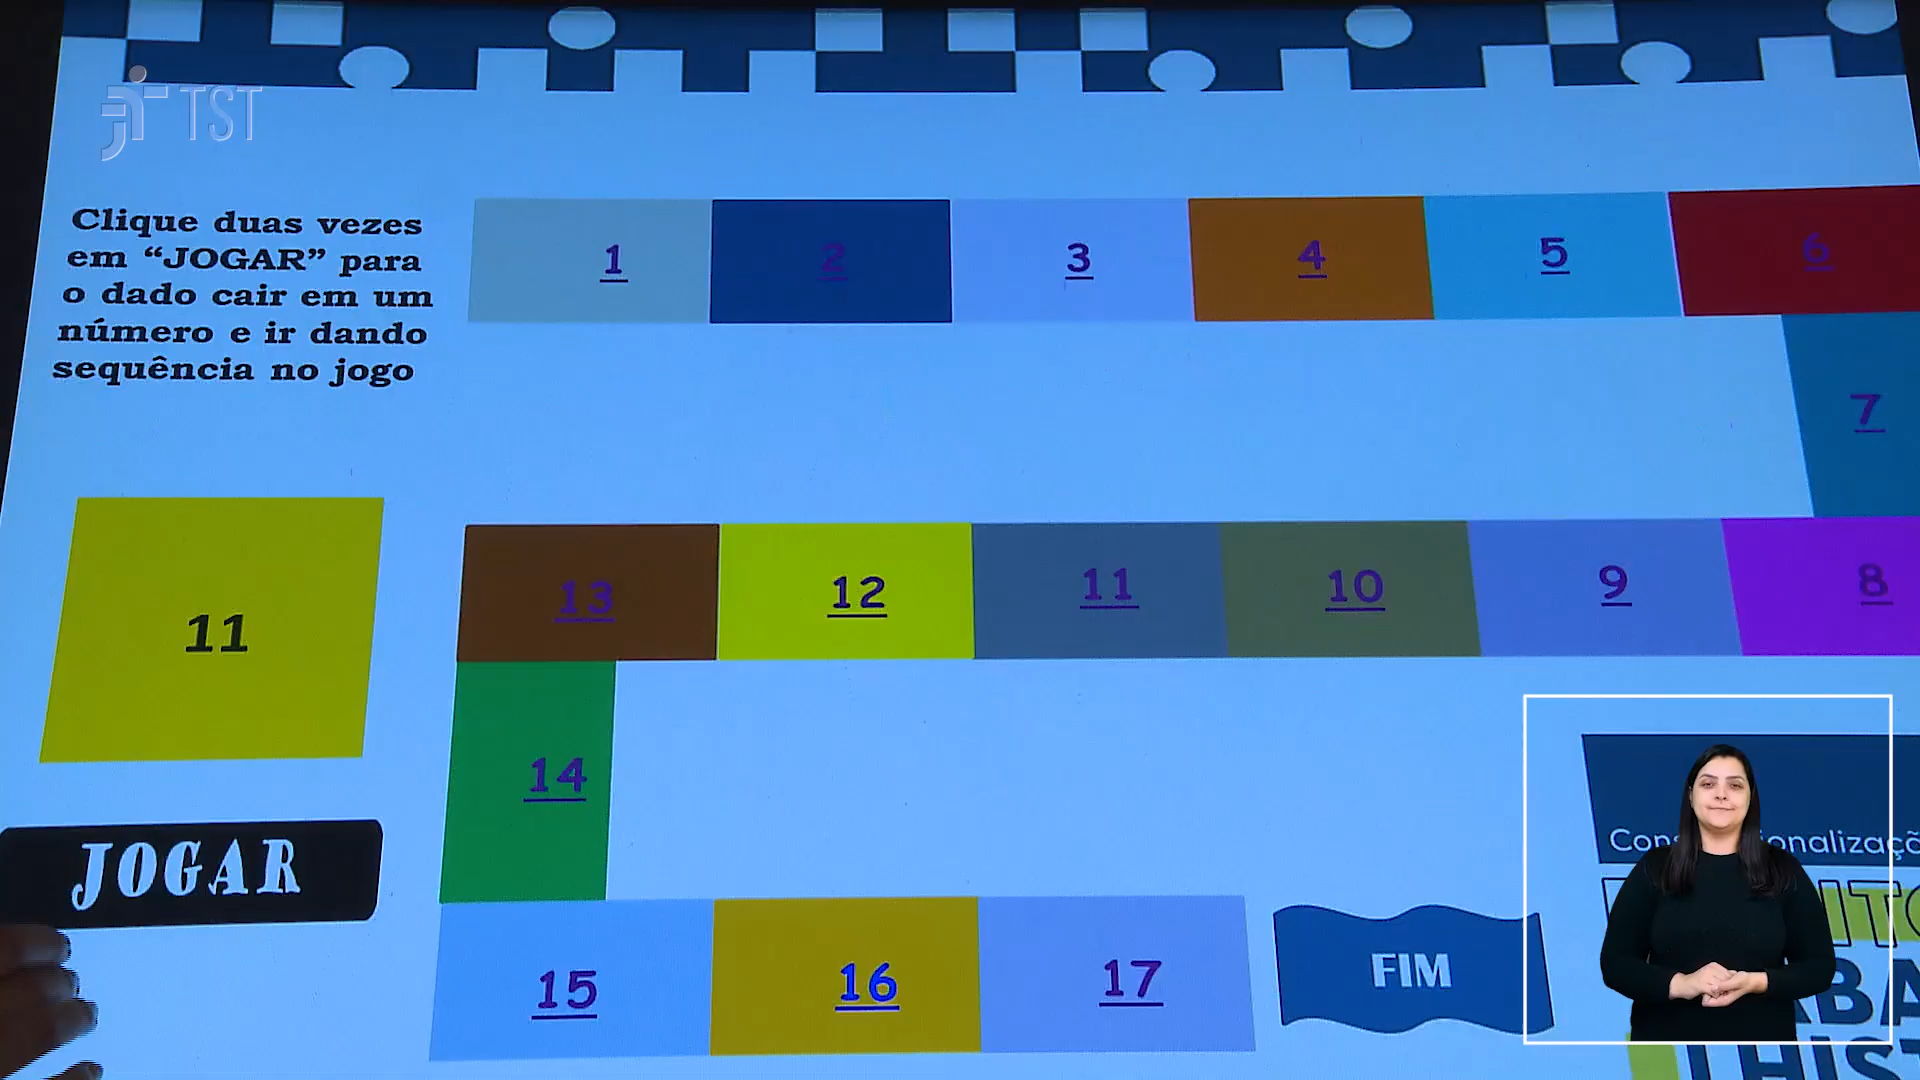 TST
Clique duas vezes
em “JOGAR” para
o dado cair em um
número e ir dando
sequência no jogo
1
2
3
4
5
6
7
13
12
11
10
9
8
11
14
JOGAR
15
16
17
FIM